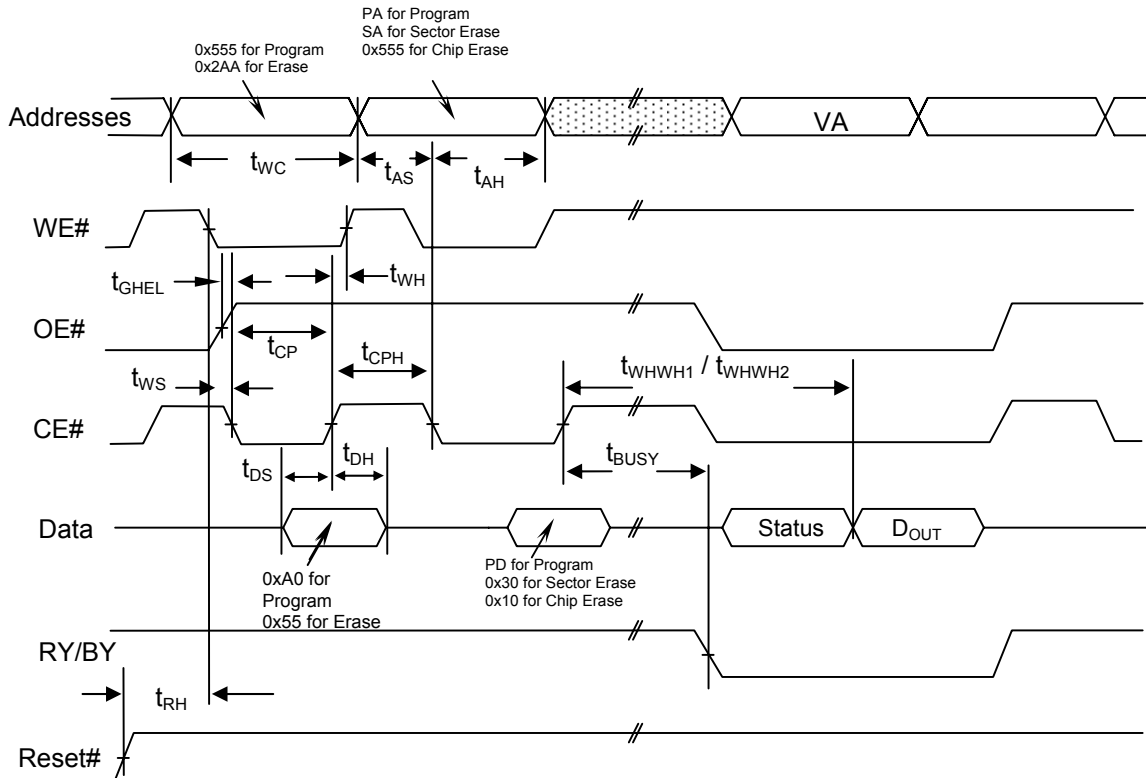 PA for Program
SA for Sector Erase
0x555 for Chip Erase
0x555 for Program
0x2AA for Erase
Addresses
VA
tWC
tAS
tAH
WE#
tGHEL
tWH
OE#
tCP
tCPH
tWHWH1 / tWHWH2
tWS
CE#
tDS
tDH
tBUSY
Data
Status
DOUT
0xA0 for
Program
0x55 for Erase
PD for Program
0x30 for Sector Erase
0x10 for Chip Erase
RY/BY
tRH
Reset#